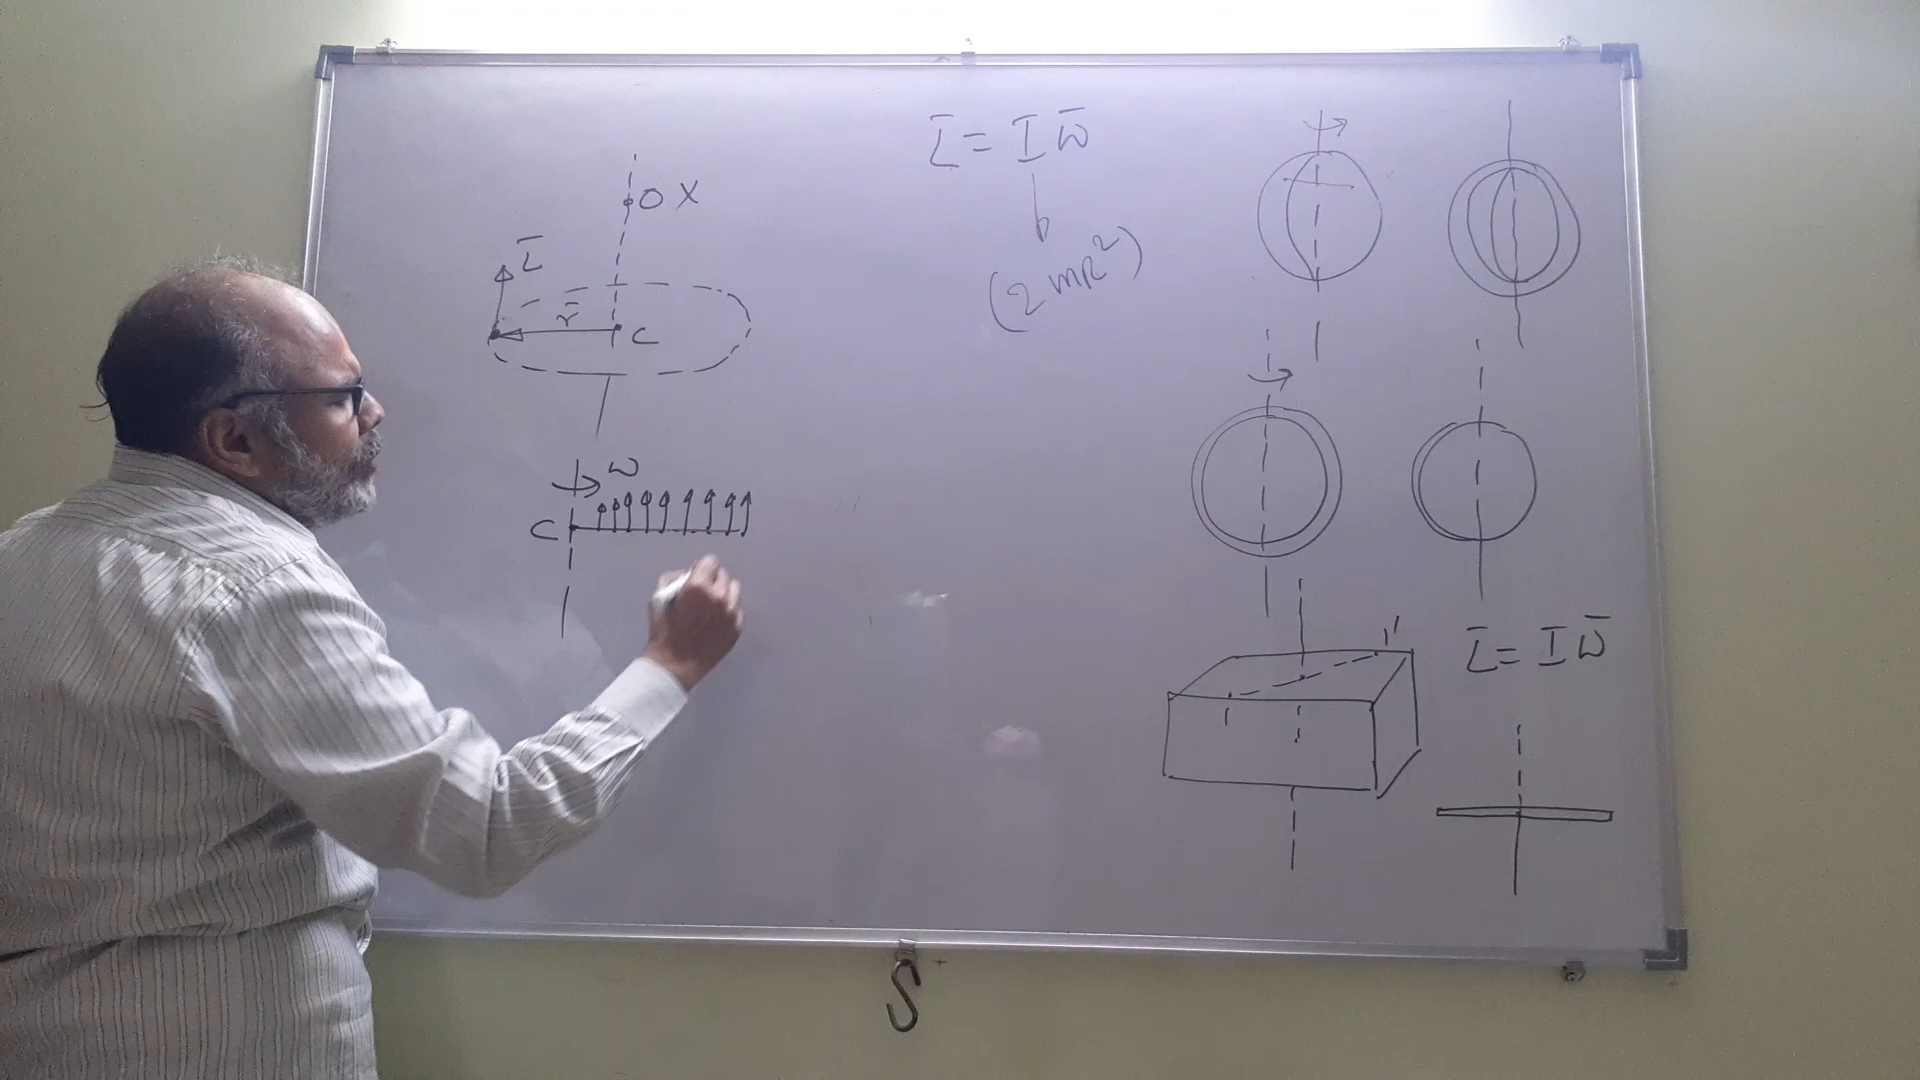 O X
L̄
r̄
C
ω
C
L̄ = I ω̄
(2 mR²)
L̄ = I ω̄